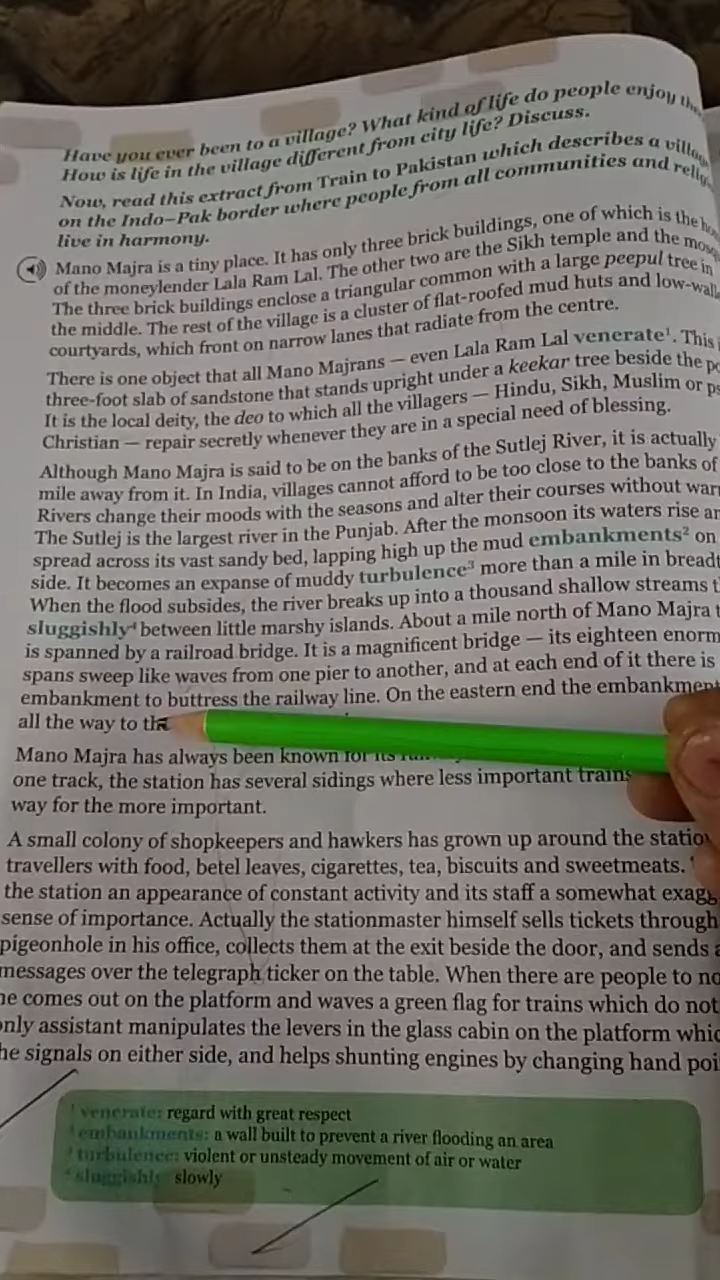 Have you ever been to a village? What kind of life do people enjoy
How is life in the village different from city life? Discuss.
Now, read this extract from Train to Pakistan which describes a
on the Indo-Pak border where people from all communities and
live in harmony.
Mano Majra is a tiny place. It has only three brick buildings, one of which is the
of the moneylender Lala Ram Lal. The other two are the Sikh temple and the
The three brick buildings enclose a triangular common with a large peepul tree in
the middle. The rest of the village is a cluster of flat-roofed mud huts and
courtyards, which front on narrow lanes that radiate from the centre.
There is one object that all Mano Majrans — even Lala Ram Lal venerate¹. This
three-foot slab of sandstone that stands upright under a keekar tree beside the
It is the local deity, the deo to which all the villagers — Hindu, Sikh, Muslim or
Christian — repair secretly whenever they are in a special need of blessing.
Although Mano Majra is said to be on the banks of the Sutlej River, it is actually
mile away from it. In India, villages cannot afford to be too close to the banks of
Rivers change their moods with the seasons and alter their courses without
The Sutlej is the largest river in the Punjab. After the monsoon its waters rise
spread across its vast sandy bed, lapping high up the mud embankments² on
side. It becomes an expanse of muddy turbulence³ more than a mile in
When the flood subsides, the river breaks up into a thousand shallow streams
sluggishly⁴ between little marshy islands. About a mile north of Mano Majra
is spanned by a railroad bridge. It is a magnificent bridge — its eighteen
spans sweep like waves from one pier to another, and at each end of it there is
embankment to buttress the railway line. On the eastern end the embankment
all the way to
Mano Majra has always been known for its
one track, the station has several sidings where less important trains
way for the more important.
A small colony of shopkeepers and hawkers has grown up around the
travellers with food, betel leaves, cigarettes, tea, biscuits and sweetmeats.
the station an appearance of constant activity and its staff a somewhat
sense of importance. Actually the stationmaster himself sells tickets through
pigeonhole in his office, collects them at the exit beside the door, and sends
messages over the telegraph ticker on the table. When there are people to
comes out on the platform and waves a green flag for trains which do not
only assistant manipulates the levers in the glass cabin on the platform
signals on either side, and helps shunting engines by changing hand
¹ venerate: regard with great respect
² embankments: a wall built to prevent a river flooding an area
³ turbulence: violent or unsteady movement of air or water
⁴ sluggishly: slowly